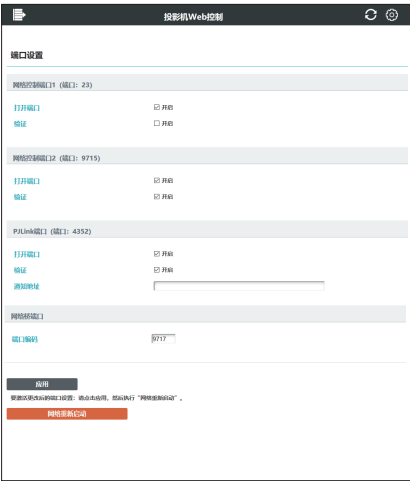 投影机Web控制
端口设置
网络控制端口1 (端口: 23)
打开端口 开启
验证 开启
网络控制端口2 (端口: 9715)
打开端口 开启
验证 开启
PJLink端口 (端口: 4352)
打开端口 开启
验证 开启
通知地址
网络桥端口
端口编码 9717
应用
要激活更改后的端口设置: 请点击应用, 然后执行 "网络重新启动" 。
网络重新启动